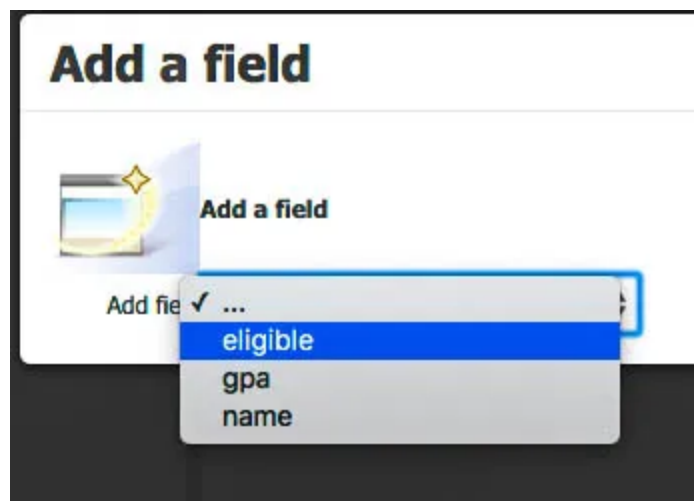 Add a field
Add a field
Add fie ✓ ...
eligible
gpa
name